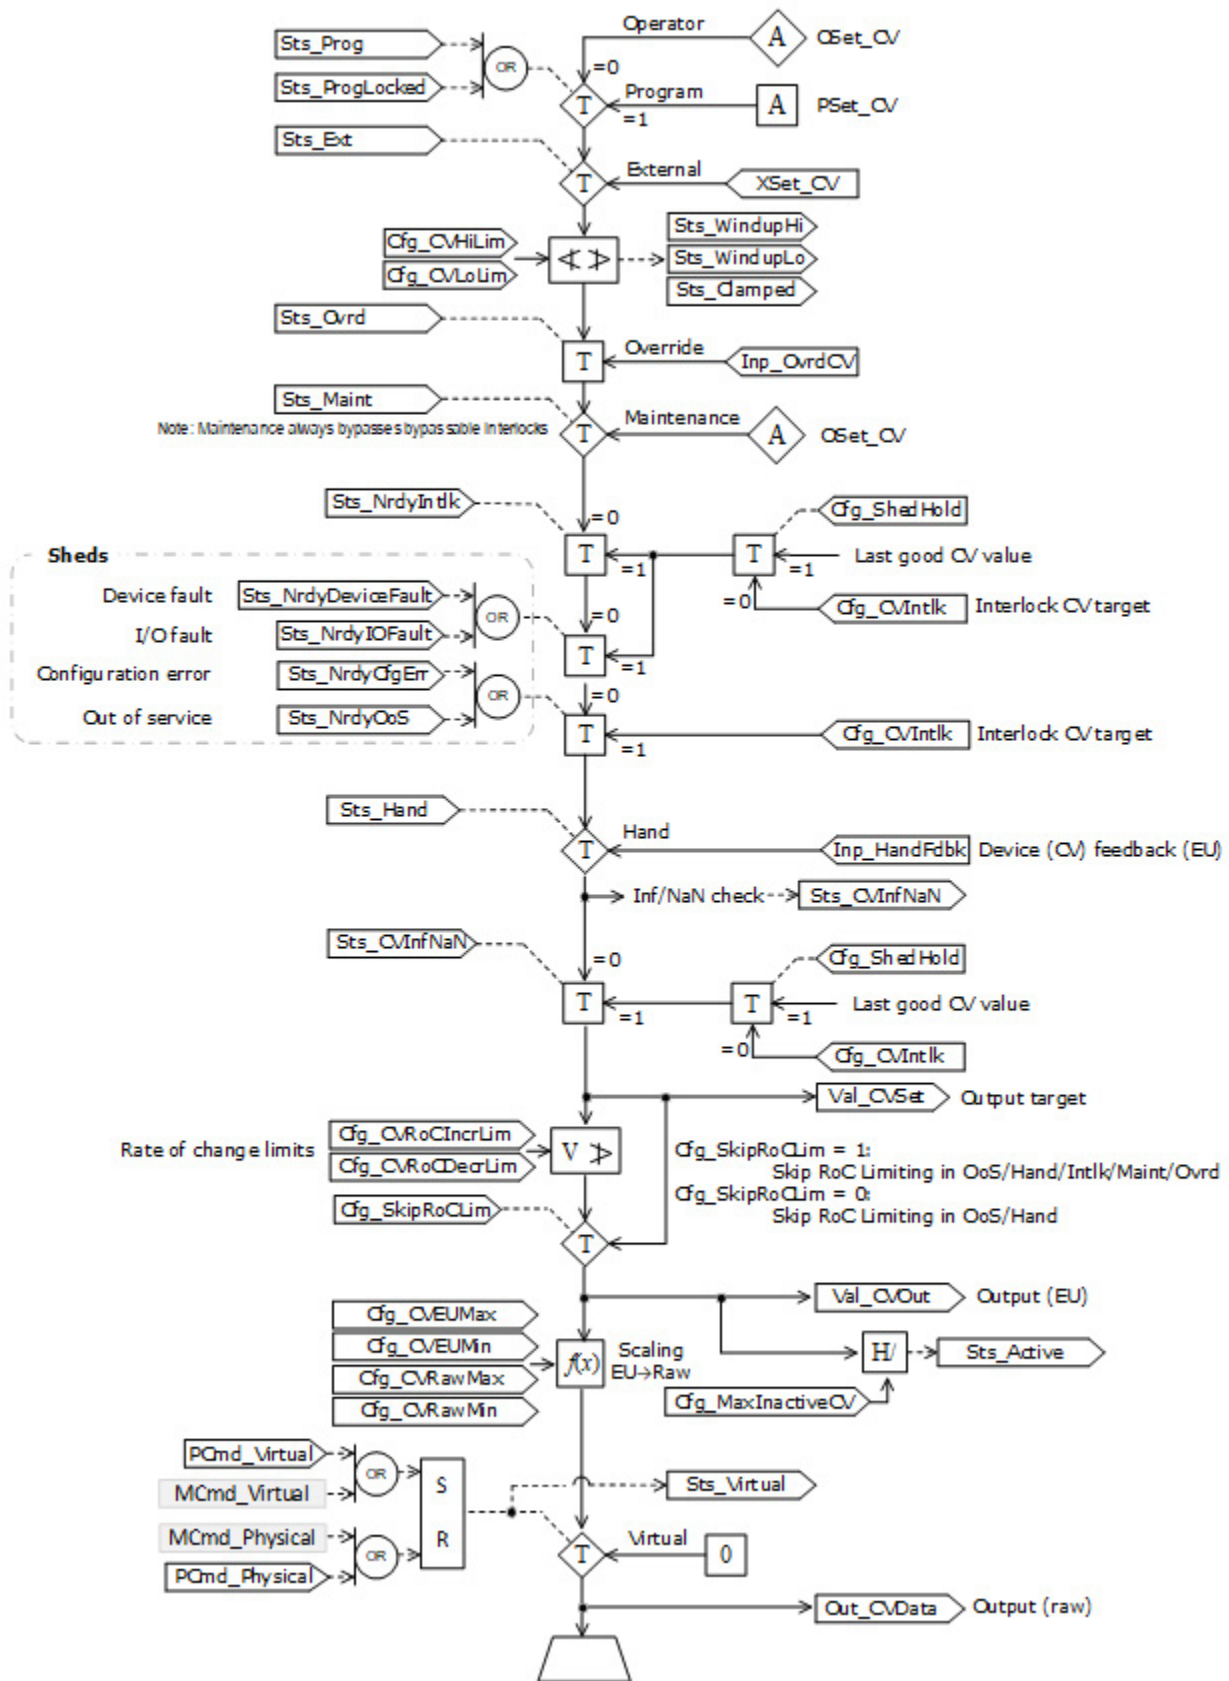 Operator
A
OSet_CV
Sts_Prog
OR
=0
Sts_ProgLocked
T
Program
=1
A
PSet_CV
Sts_Ext
External
T
XSet_CV
Sts_WindupHi
Cfg_CVHiLim
Sts_WindupLo
Cfg_CVLoLim
Sts_Clamped
Sts_Ovrd
Override
T
Inp_OvrdCV
Sts_Maint
Maintenance
Note: Maintenance always bypasses bypassable interlocks
T
A
OSet_CV
Sts_NrdyIntlk
Cfg_ShedHold
=0
T
=1
T
=1
Last good CV value
Sheds
Device fault
Sts_NrdyDeviceFault
=0
Cfg_CVIntlk
Interlock CV target
OR
=0
I/O fault
Sts_NrdyIOFault
T
=1
Configuration error
Sts_NrdyCfgErr
OR
=0
Out of service
Sts_NrdyOoS
T
=1
Cfg_CVIntlk
Interlock CV target
Sts_Hand
Hand
T
Inp_HandFdbk
Device (CV) feedback (EU)
Inf/NaN check
Sts_CVInfNaN
Sts_CVInfNaN
=0
Cfg_ShedHold
T
=1
T
=1
Last good CV value
=0
Cfg_CVIntlk
Val_CVSet
Output target
Rate of change limits
Cfg_CVRoCIncrLim
Cfg_CVRoCDecrLim
V
Cfg_SkipRoCLim = 1:
Skip RoC Limiting in OoS/Hand/Intlk/Maint/Ovrd
Cfg_SkipRoCLim = 0:
Skip RoC Limiting in OoS/Hand
Cfg_SkipRoCLim
T
Val_CVOut
Output (EU)
Cfg_CVEUMax
Cfg_CVEUMin
Cfg_CVRawMax
Cfg_CVRawMin
f(x)
Scaling
EU→Raw
H/
Sts_Active
Cfg_MaxInactiveCV
PCmd_Virtual
OR
MCmd_Virtual
S
R
Sts_Virtual
MCmd_Physical
OR
PCmd_Physical
T
Virtual
0
Out_CVData
Output (raw)